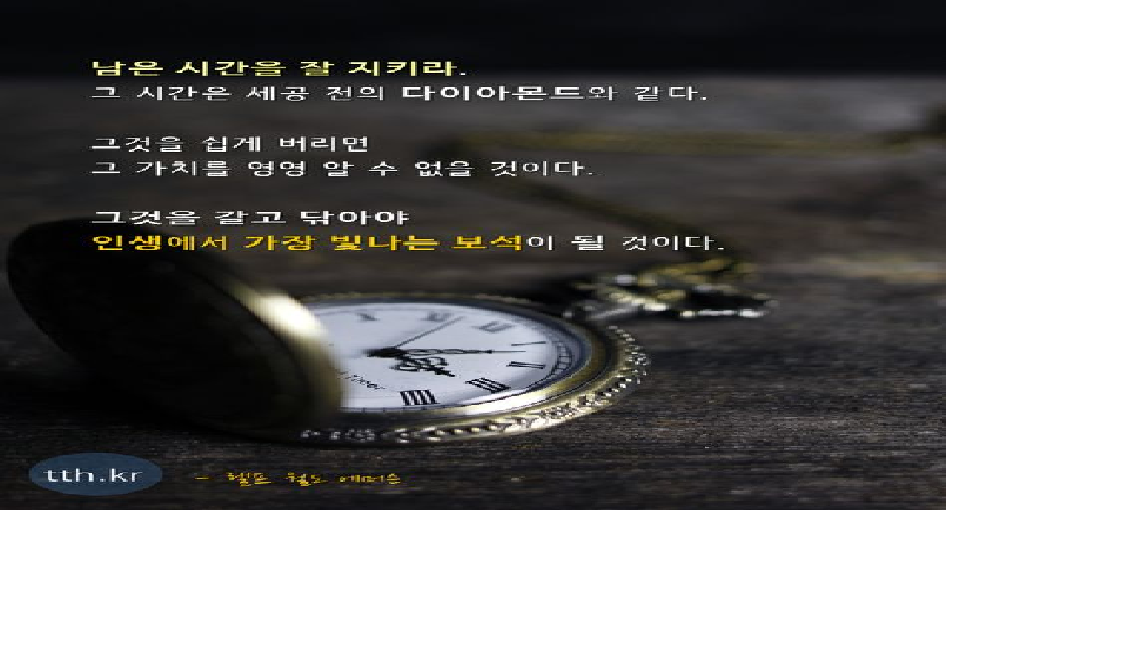 남은 시간을 잘 지키라.
그 시간은 세공 전의 다이아몬드와 같다.
그것을 쉽게 버리면
그 가치를 영영 알 수 없을 것이다.
그것을 갈고 닦아야
인생에서 가장 빛나는 보석이 될 것이다.
tth.kr
- 랠프 월도 에머슨